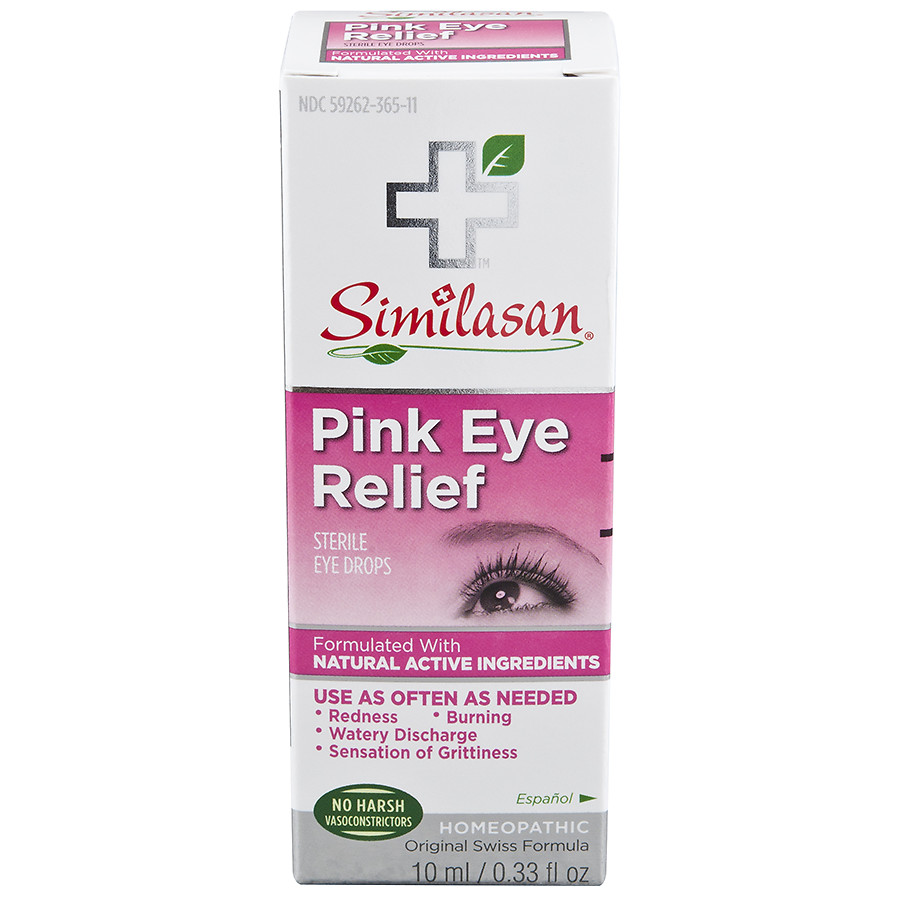 Similasan
Pink Eye
Relief
STERILE EYE DROPS
Formulated With
NATURAL ACTIVE INGREDIENTS
NDC 59262-365-11
TM
Similasan®
Pink Eye
Relief
STERILE
EYE DROPS
Formulated With
NATURAL ACTIVE INGREDIENTS
USE AS OFTEN AS NEEDED
• Redness • Burning
• Watery Discharge
• Sensation of Grittiness
Español
NO HARSH
VASOCONSTRICTORS
HOMEOPATHIC
Original Swiss Formula
10 ml / 0.33 fl oz